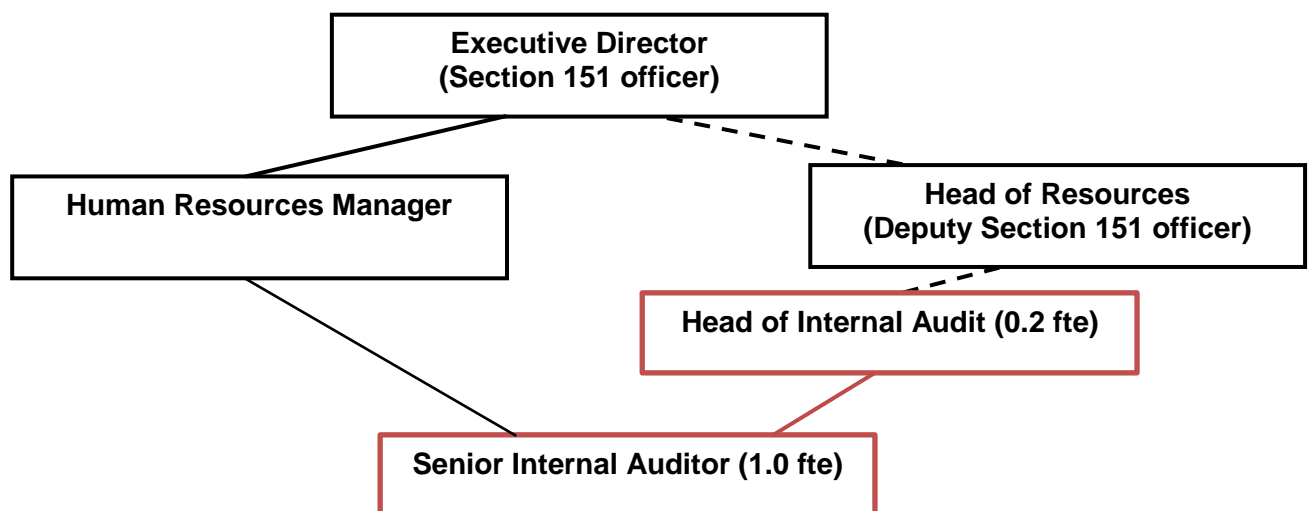 Executive Director
(Section 151 officer)
Human Resources Manager
Head of Resources
(Deputy Section 151 officer)
Head of Internal Audit (0.2 fte)
Senior Internal Auditor (1.0 fte)